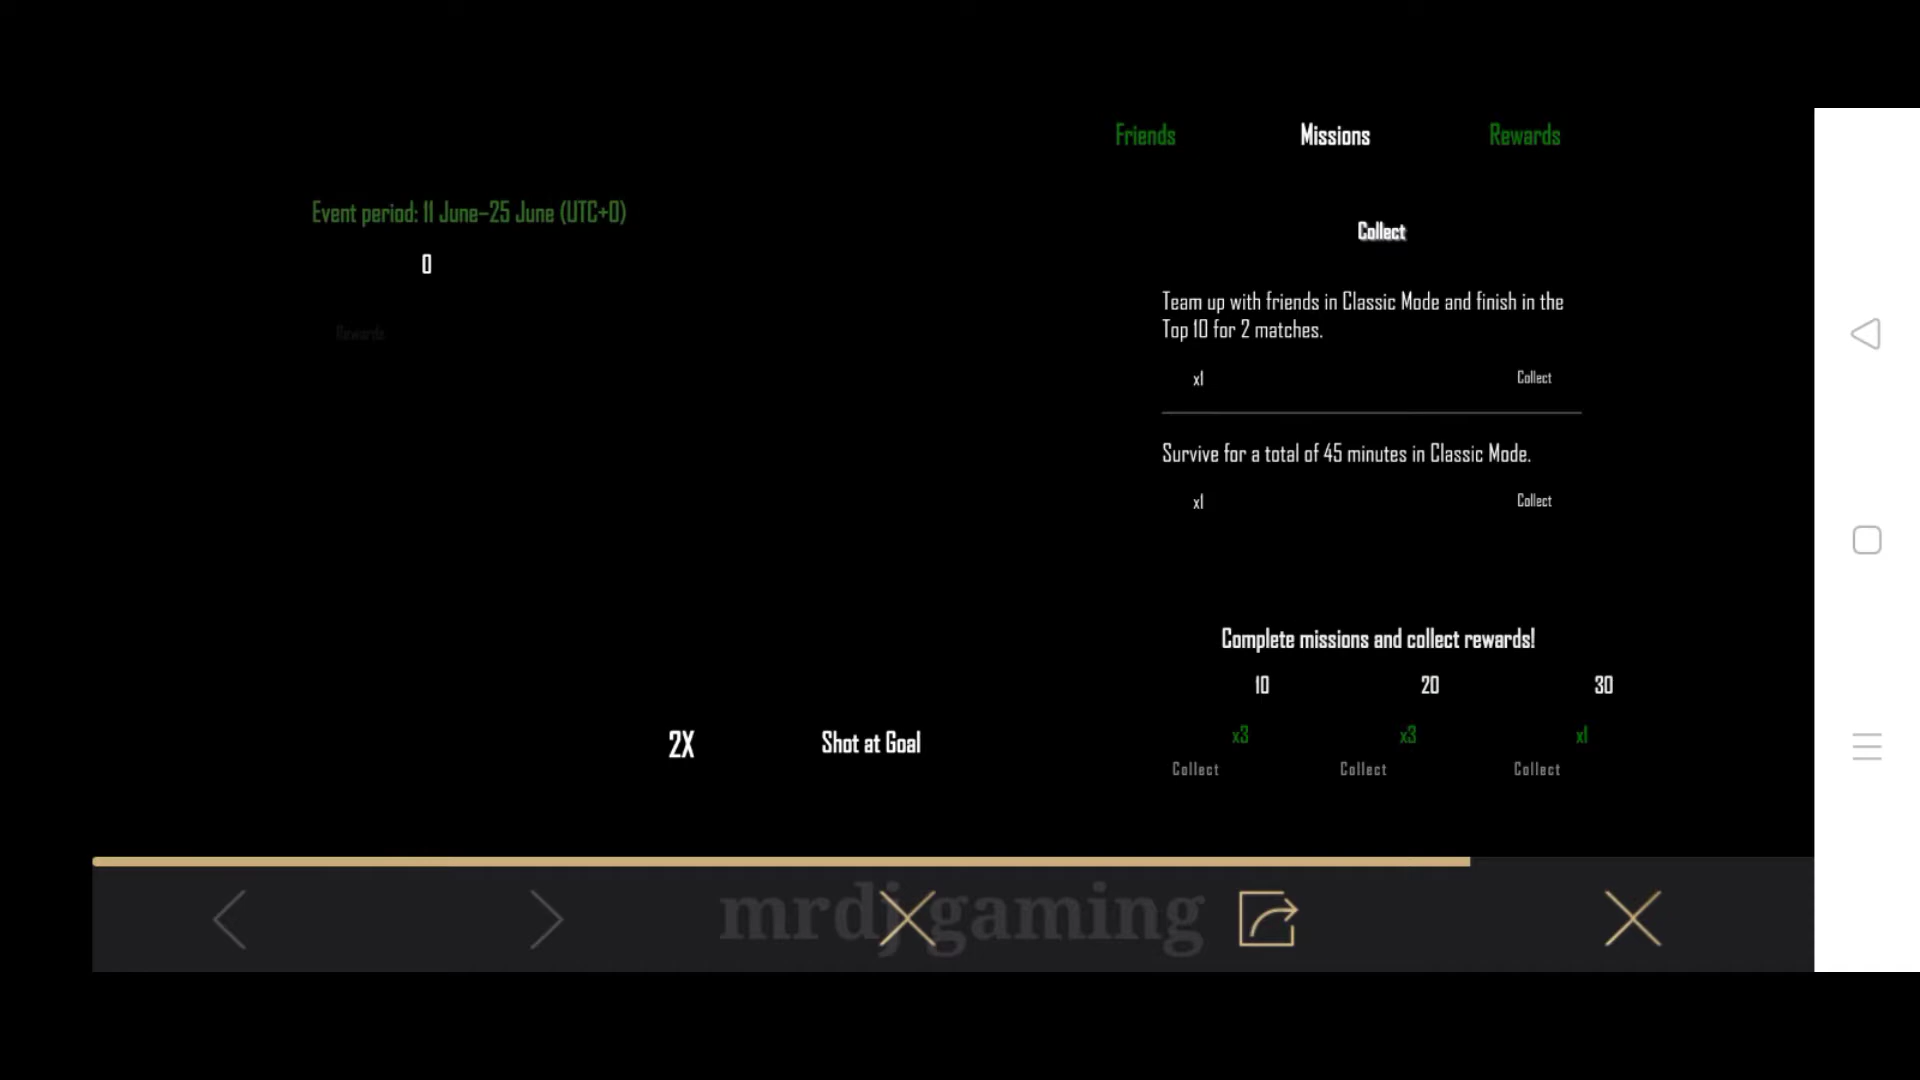 Friends Missions Rewards
Event period: 11 June–25 June (UTC+0)
0
Rewards
Collect
Team up with friends in Classic Mode and finish in the
Top 10 for 2 matches.
x1 Collect
Survive for a total of 45 minutes in Classic Mode.
x1 Collect
Complete missions and collect rewards!
10 20 30
x3 x3 x1
Collect Collect Collect
2X Shot at Goal
mrdj gaming